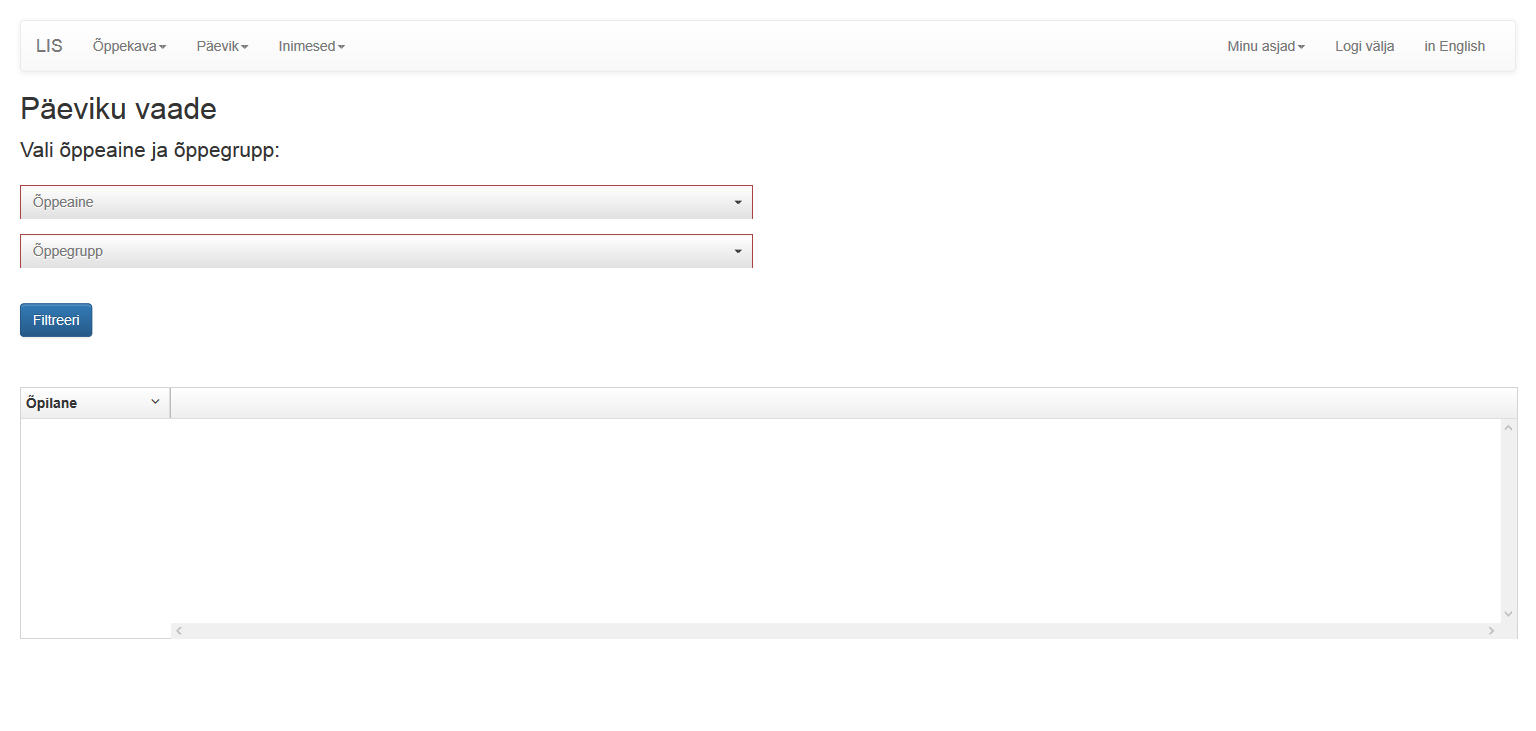 LIS Õppekava Päevik Inimesed Minu asjad Logi välja in English
Päeviku vaade
Vali õppeaine ja õppegrupp:
Õppeaine
Õppegrupp
Filtreeri
Õpilane